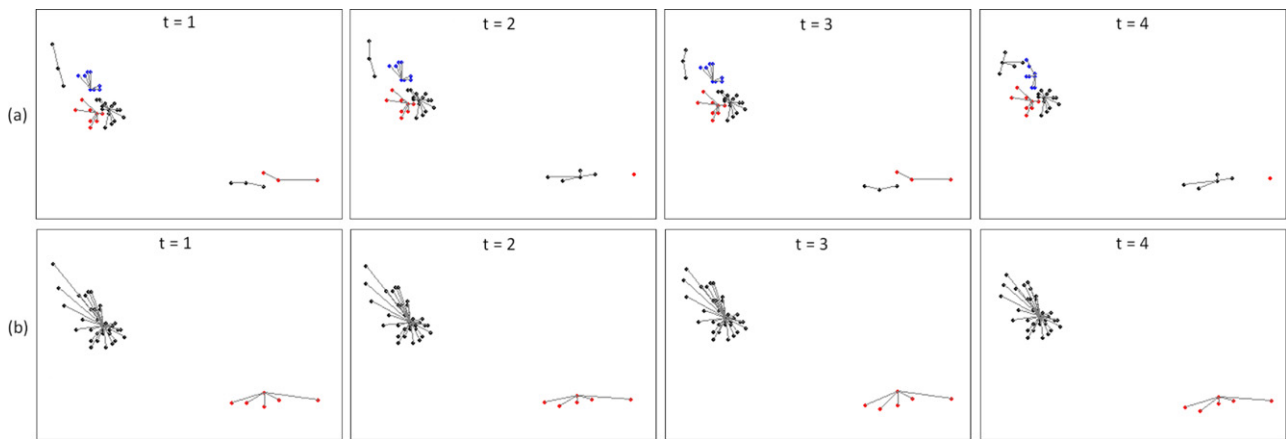 t = 1
t = 2
t = 3
t = 4
(a)
t = 1
t = 2
t = 3
t = 4
(b)